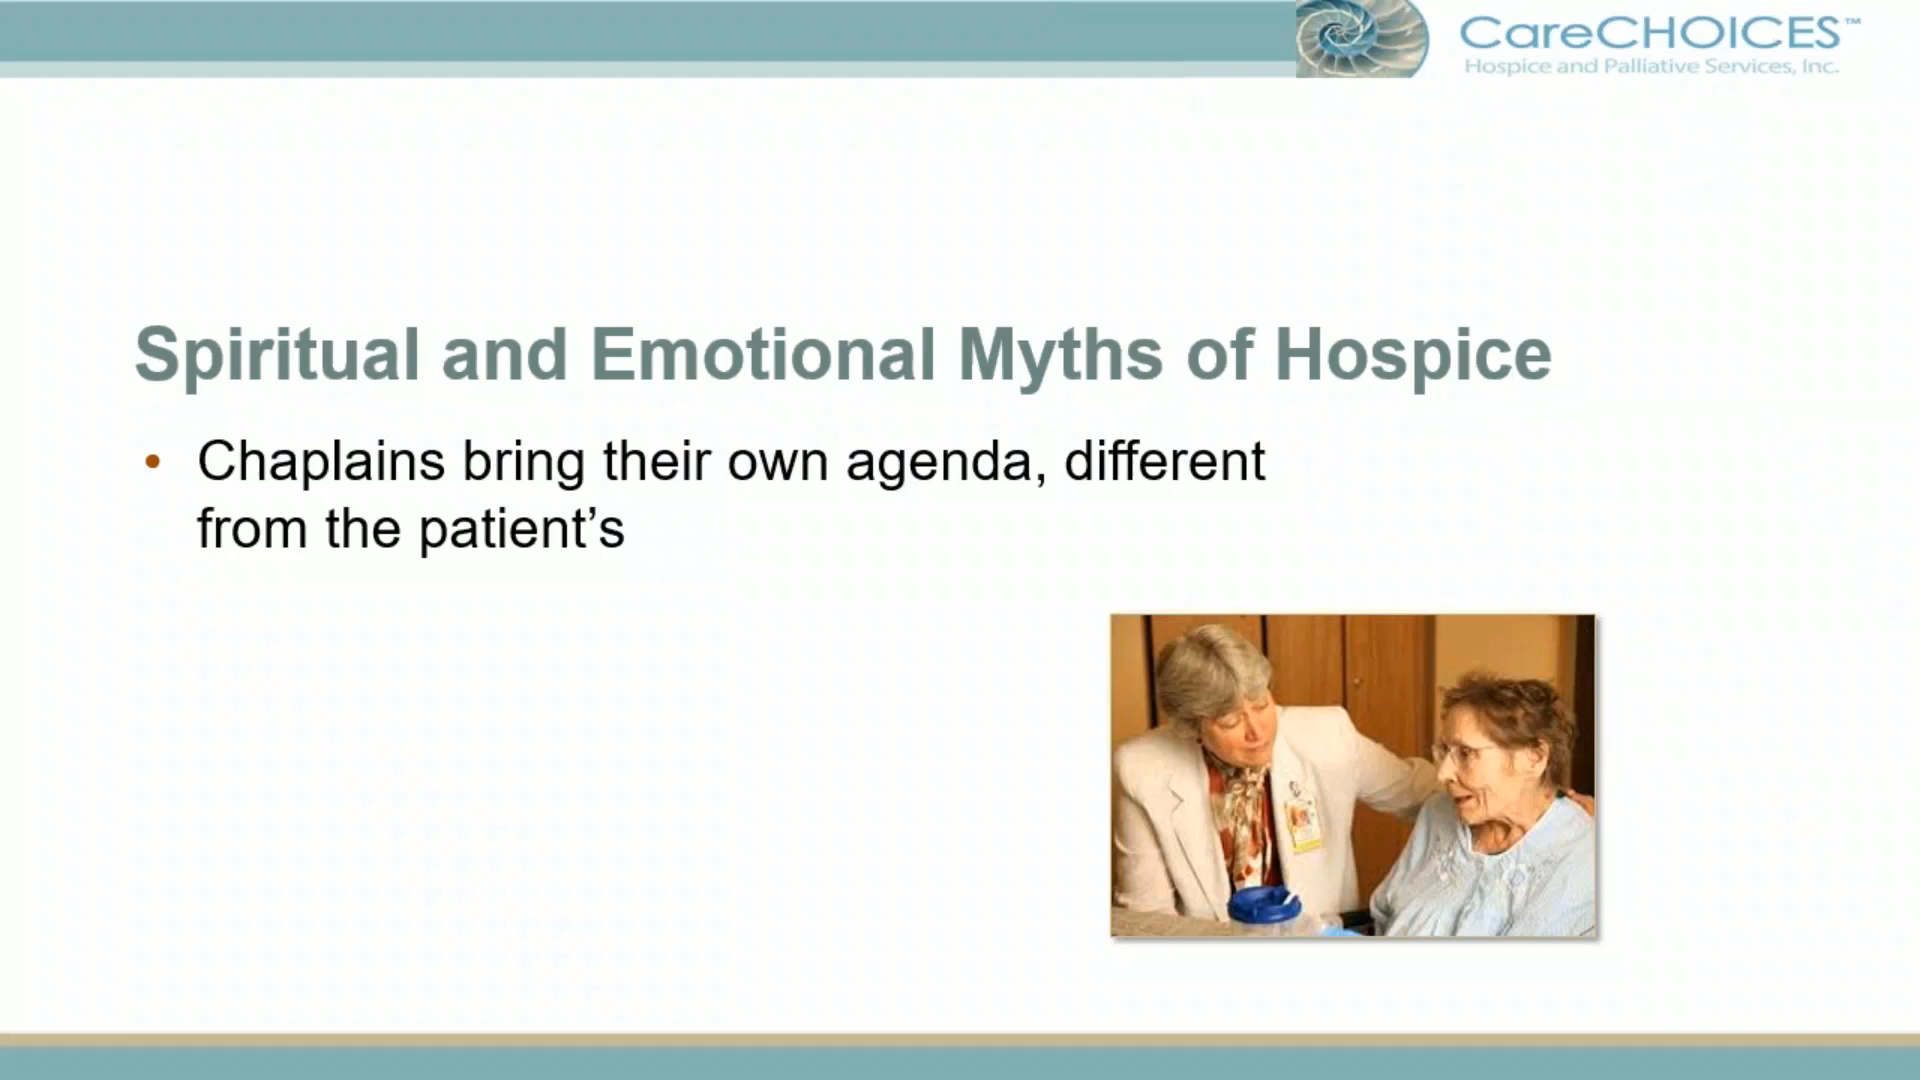 CareCHOICES™
Hospice and Palliative Services, Inc.
Spiritual and Emotional Myths of Hospice
• Chaplains bring their own agenda, different
from the patient’s